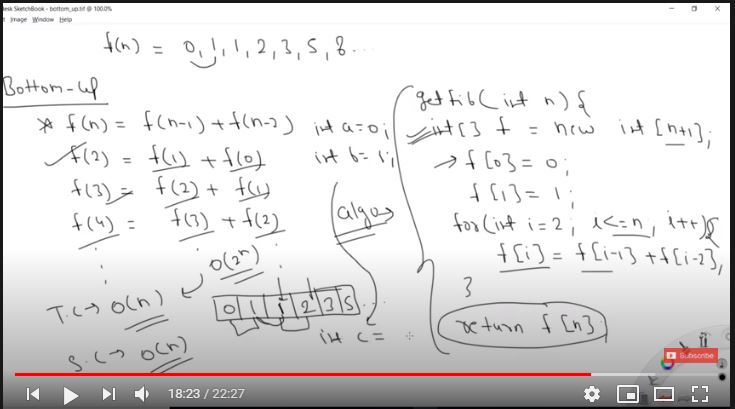 desk SketchBook - bottom_up.tif @ 100.0%
t Image Window Help
f(n) = 0, 1, 1, 2, 3, 5, 8...
Bottom-up
* f(n) = f(n-1) + f(n-2)
f(2) = f(1) + f(0)
f(3) = f(2) + f(1)
f(4) = f(3) + f(2)
O(2^n)
T.C → O(n)
S.C → O(n)
0 1 1 2 3 5 ...
int a=0;
int b=1;
algo
int c =
getfib(int n) {
int[] f = new int[n+1];
→ f[0] = 0;
f[1] = 1;
for(int i=2; i<=n; i++){
f[i] = f[i-1] + f[i-2];
}
return f[n];
Subscribe
18:23 / 22:27